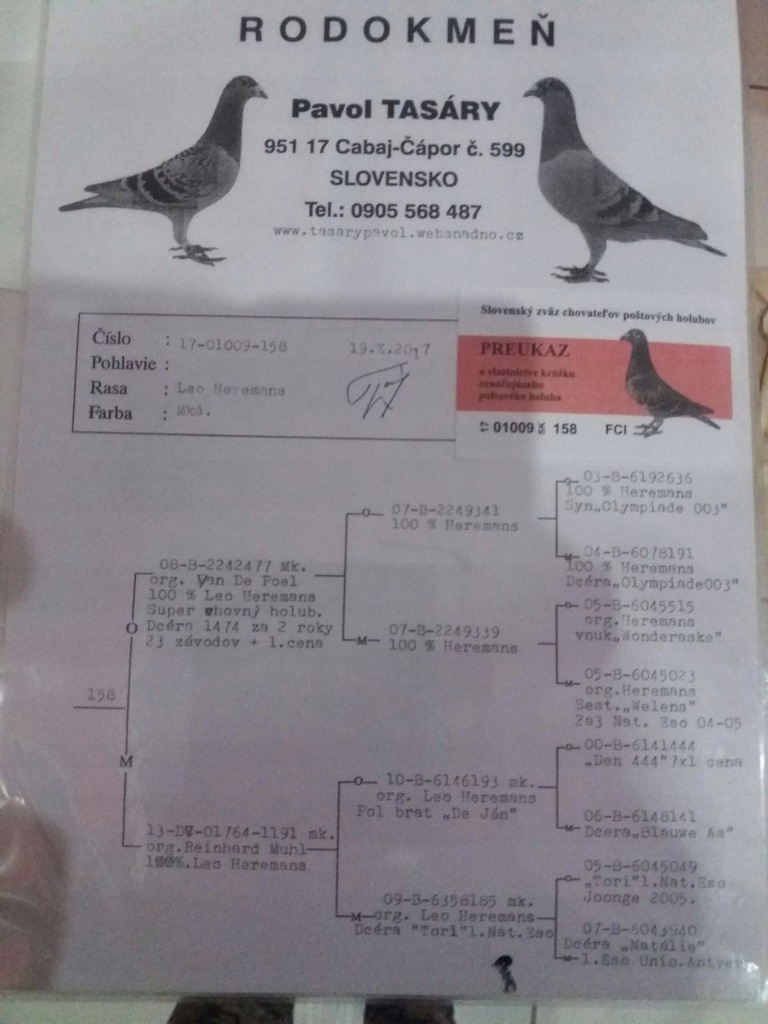 RODOKMEŇ
Pavol TASÁRY
951 17 Cabaj-Čápor č. 599
SLOVENSKO
Tel.: 0905 568 487
www.tasarypavol.webanadno.cz
Číslo : 17-01009-158 19.X.2017
Pohlavie :
Rasa : Leo Heremans
Farba : Mká.
Slovenský zväz chovateľov poštových holubov
PREUKAZ
o vlastníctve krúžku
označujúceho
poštového holuba
17 01009 SK 158 FCI
03-B-6192636
100 % Heremans
Syn„Olympiade 003"
07-B-2249341
100 % Heremans
04-B-6078191
100 % Heremans
Dcéra„Olympiade003"
08-B-2242477 Mk.
org. Van De Poel
100 % Leo Heremans
Super chovný holub.
Dcéra 1474 za 2 roky
23 závodov + 1.cena
05-B-6045515
org.Heremans
vnuk„Wonderaske"
07-B-2249339
100 % Heremans
05-B-6045023
org.Heremans
Sest.„Welens"
2a3 Nat. Eso 04-05
O
158
M
00-B-6141444
„Den 444"7x1 cena
O 10-B-6146193 mk.
org. Leo Heremans
Pol brat „De Ján"
06-B-6148141
Dcera„Blauwe As"
13-DV-01764-1191 mk.
org.Reinhard Muhl
100%.Leo Heremans
05-B-6045049
„Tori"1.Nat.Eso
Joonge 2005.
09-B-6358185 mk.
M org. Leo Heremans
Dcéra "Tori"1.Nat.Eso
07-B-6043940
Dcéra „Natálie"
M 1.Eso Unio.Antver